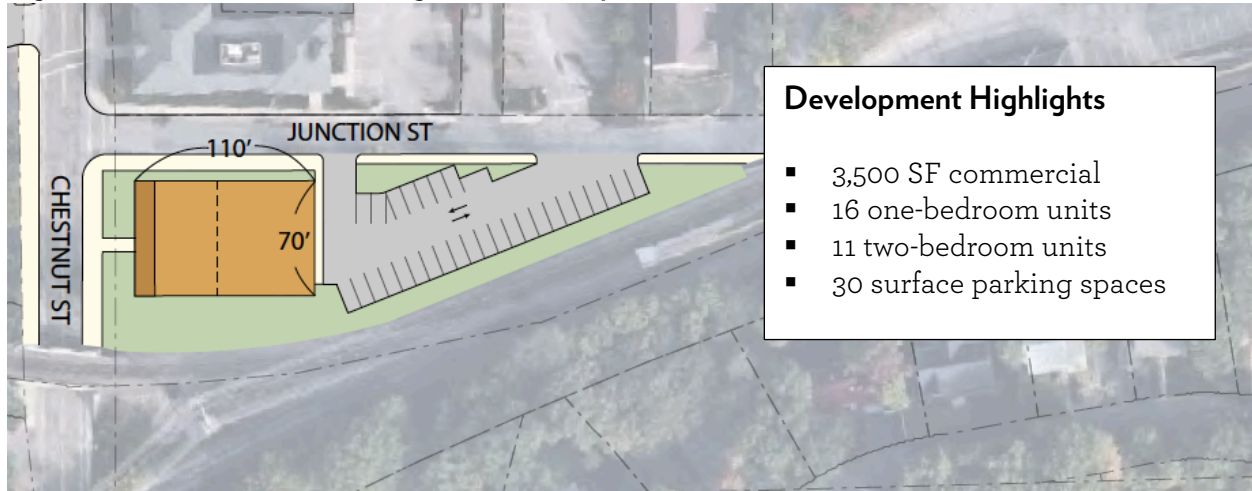 JUNCTION ST
110'
CHESTNUT ST
70'
Development Highlights
▪ 3,500 SF commercial
▪ 16 one-bedroom units
▪ 11 two-bedroom units
▪ 30 surface parking spaces